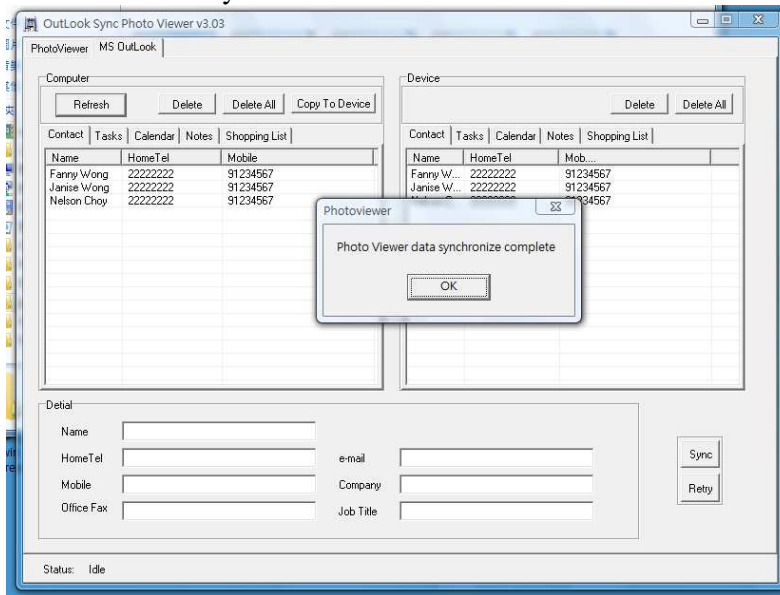 OutLook Sync Photo Viewer v3.03
PhotoViewer MS OutLook
Computer
Refresh Delete Delete All Copy To Device
Contact Tasks Calendar Notes Shopping List
Name HomeTel Mobile
Fanny Wong 22222222 91234567
Janise Wong 22222222 91234567
Nelson Choy 22222222 91234567
Device
Delete Delete All
Contact Tasks Calendar Notes Shopping List
Name HomeTel Mob....
Fanny W... 22222222 91234567
Janise W... 22222222 91234567
Photoviewer
Photo Viewer data synchronize complete
OK
Detial
Name
HomeTel e-mail
Mobile Company
Office Fax Job Title
Sync
Retry
Status: Idle